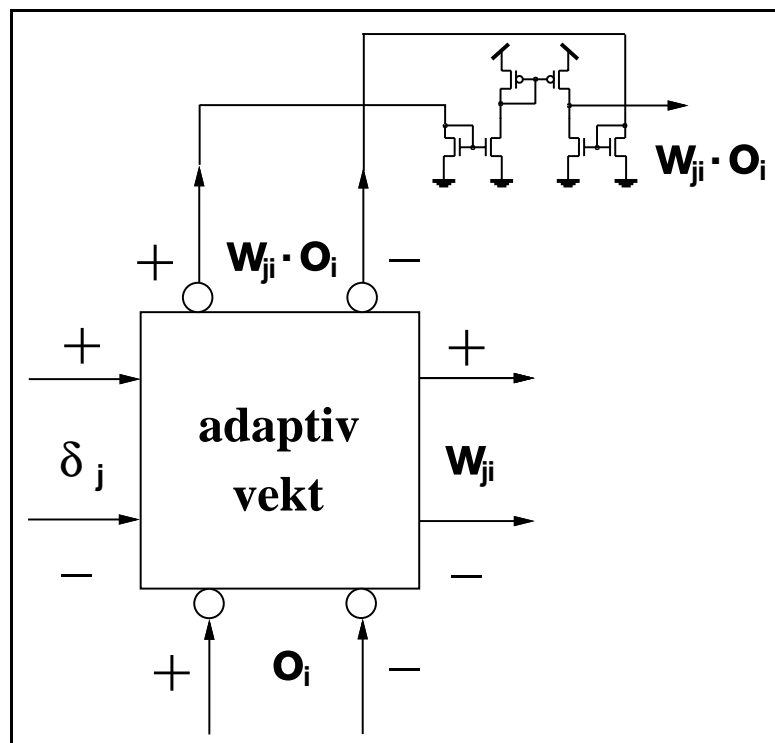 W_ji · O_i
+ W_ji · O_i −
+ +
adaptiv
δ_j W_ji
vekt
− −
+ O_i −